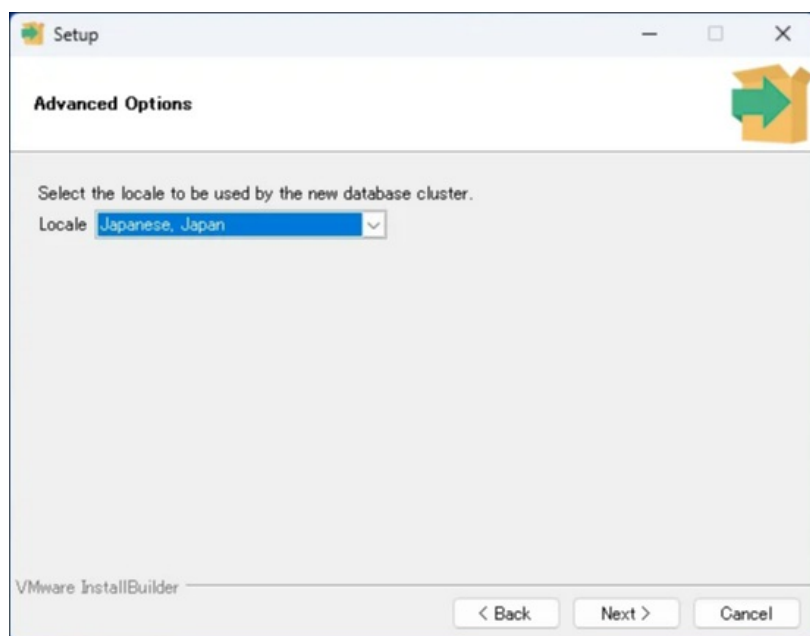 Setup
Advanced Options
Select the locale to be used by the new database cluster.
Locale Japanese, Japan
VMware InstallBuilder
< Back Next > Cancel